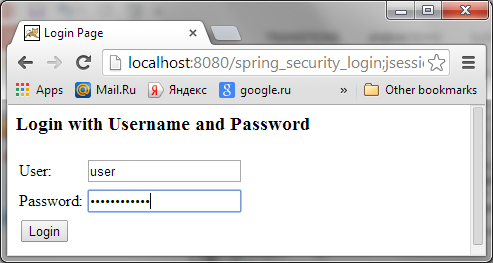 Login Page
localhost:8080/spring_security_login;jsessi
Apps Mail.Ru Яндекс google.ru » Other bookmarks
Login with Username and Password
User: user
Password: ••••••••••••
Login